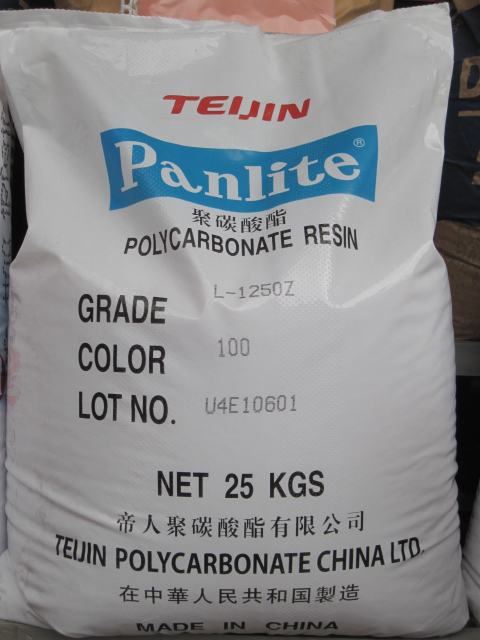 TEIJIN
Panlite®
聚碳酸酯
POLYCARBONATE RESIN
GRADE L-1250Z
COLOR 100
LOT NO. U4E10601
NET 25 KGS
帝人聚碳酸酯有限公司
TEIJIN POLYCARBONATE CHINA LTD.
在中華人民共和国製造
MADE IN CHINA